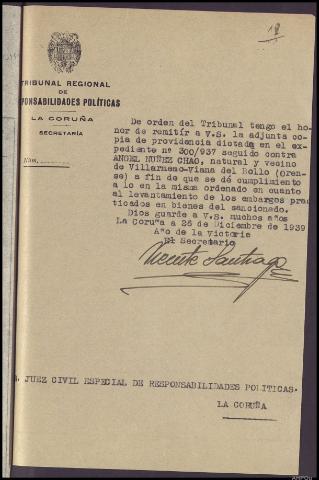 TRIBUNAL REGIONAL
DE
PONSABILIDADES POLÍTICAS
LA CORUÑA
SECRETARÍA
Núm.
De orden del Tribunal tengo el ho-
nor de remitir a V.S. la adjunta co-
pia de providencia dictada en el ex-
pediente nº 300/937 seguido contra
ANGEL NUÑEZ CHAO, natural y vecino
de Villarmeao-Viana del Bollo (Oren-
se) a fin de que se dé cumplimiento
a lo en la misma ordenado en cuanto
al levantamiento de los embargos prac
ticados en bienes del sancionado.
Dios guarde a V.S. muchos años
La Coruña a 26 de Diciembre de 1939
Año de la Victoria
El Secretario
Vicente Santiago
. JUEZ CIVIL ESPECIAL DE RESPONSABILIDADES POLITICAS.
LA CORUÑA